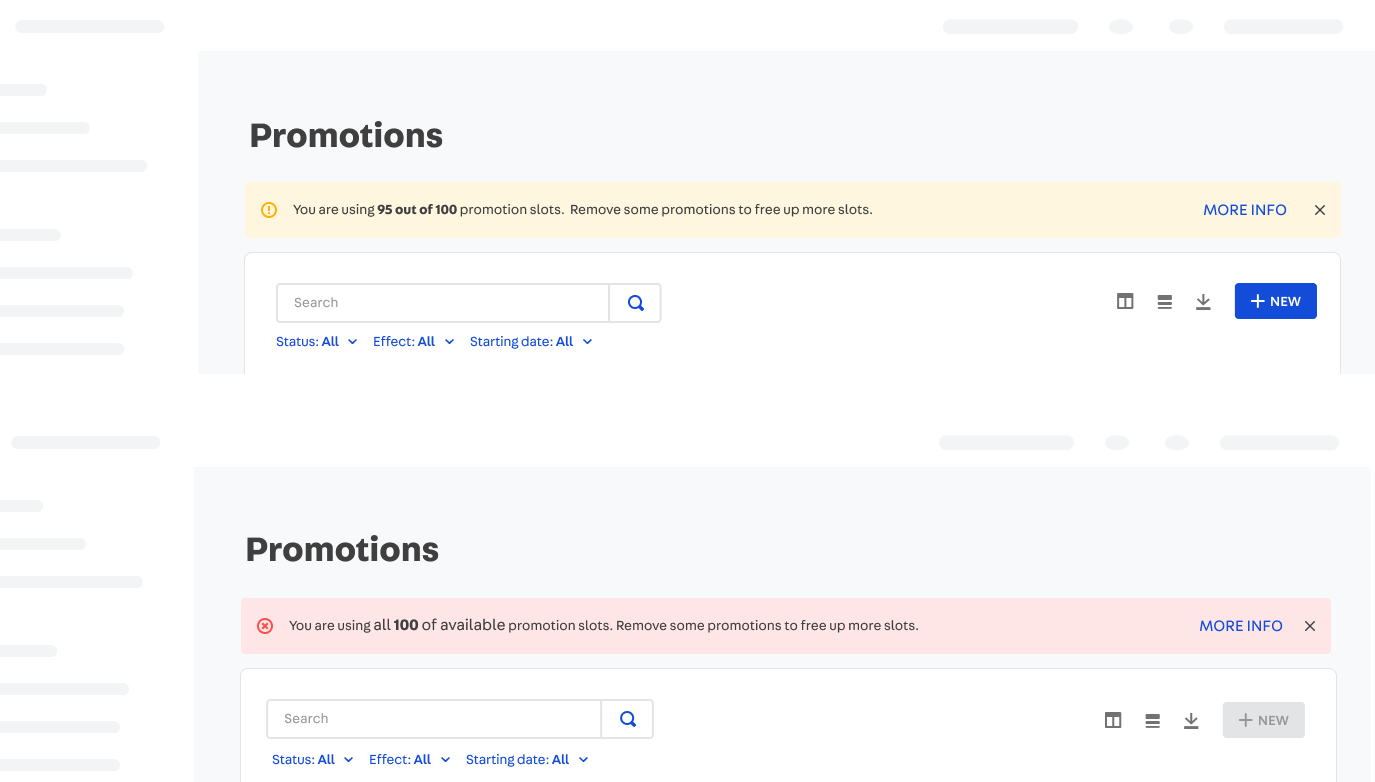 Promotions
You are using 95 out of 100 promotion slots.  Remove some promotions to free up more slots. MORE INFO
Search
NEW
Status: All Effect: All Starting date: All
Promotions
You are using all 100 of available promotion slots. Remove some promotions to free up more slots. MORE INFO
Search
NEW
Status: All Effect: All Starting date: All